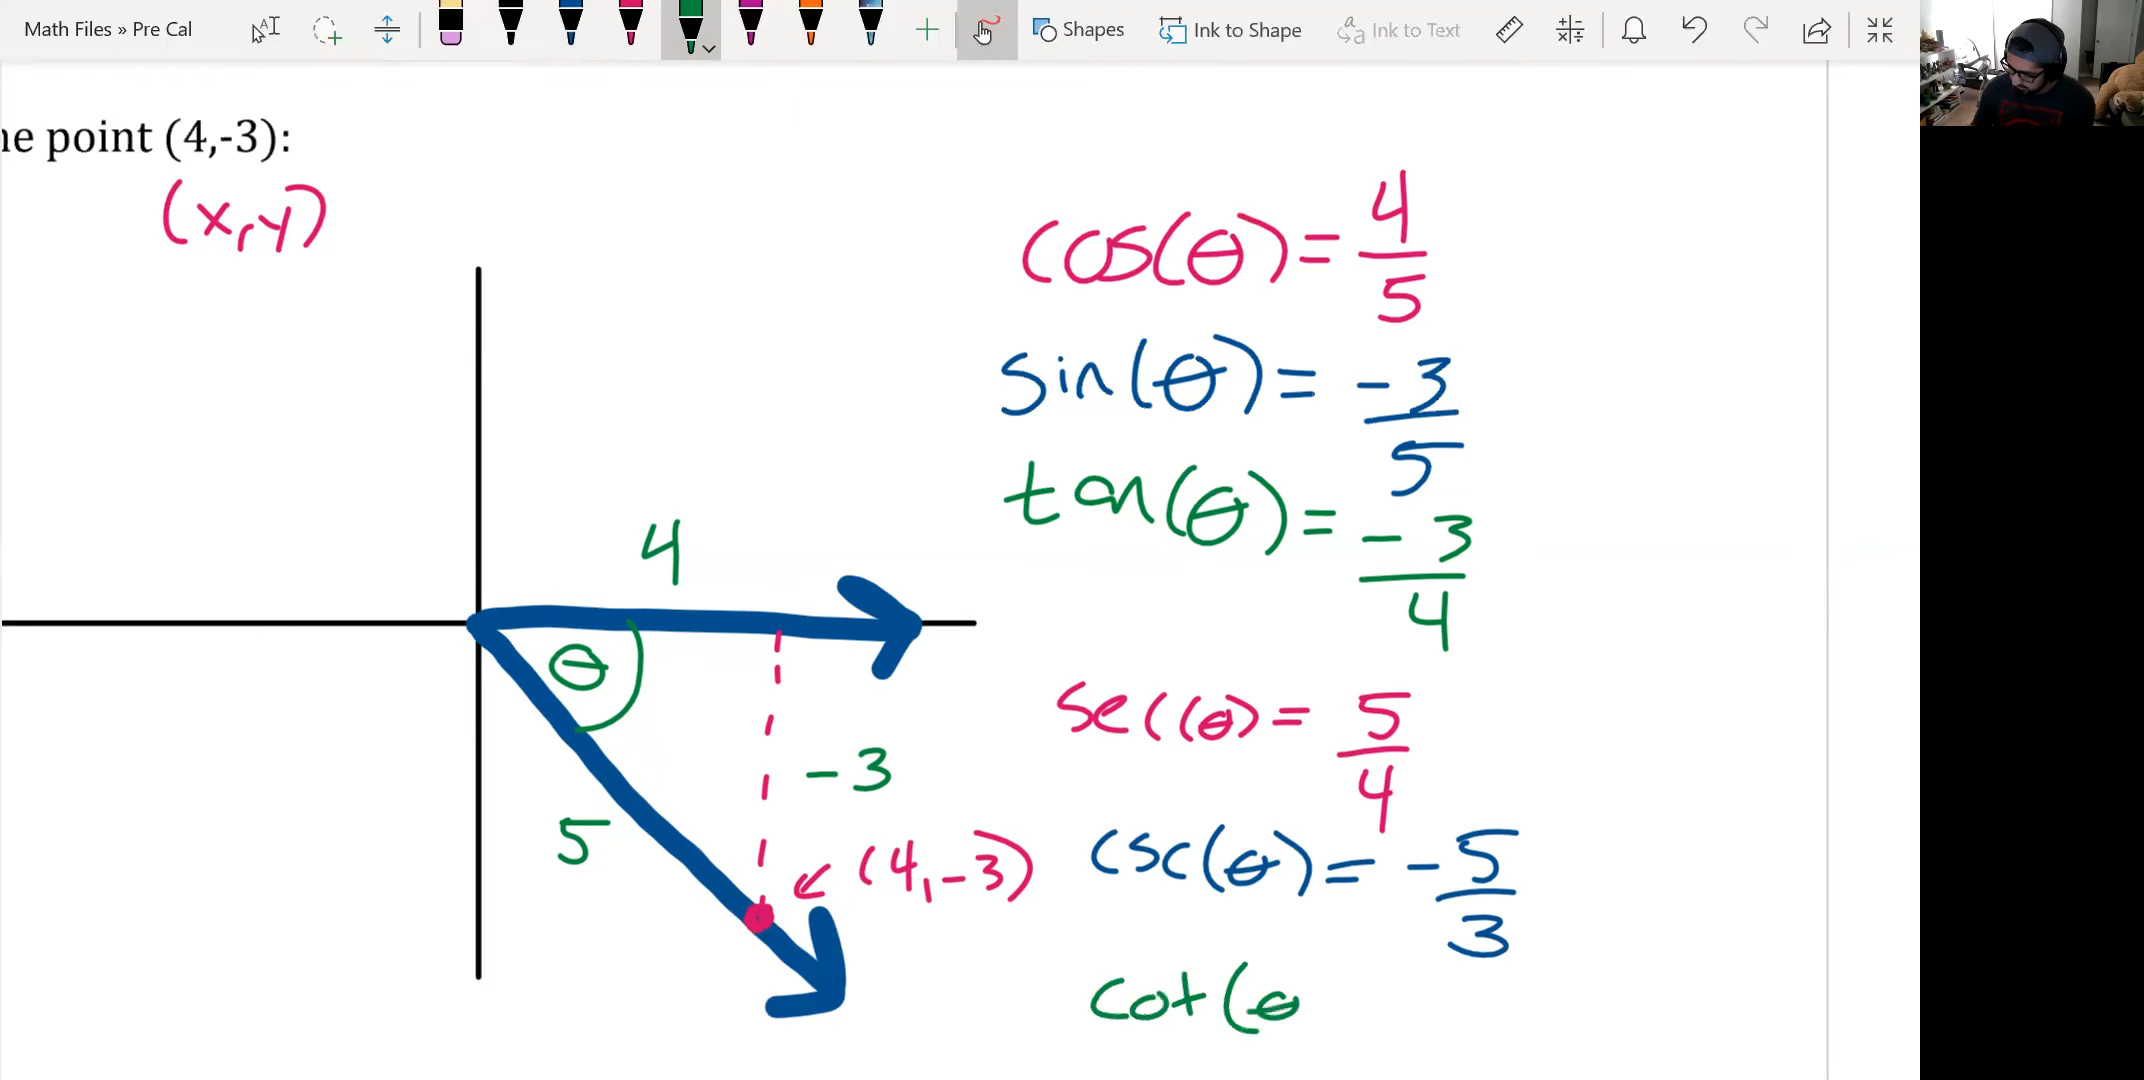 Math Files » Pre Cal
Shapes
Ink to Shape
Ink to Text
he point (4,-3):
(x,y)
cos(θ) = 4/5
sin(θ) = -3/5
tan(θ) = -3/4
4
θ
-3
5
(4,-3)
sec(θ) = 5/4
csc(θ) = -5/3
cot(θ